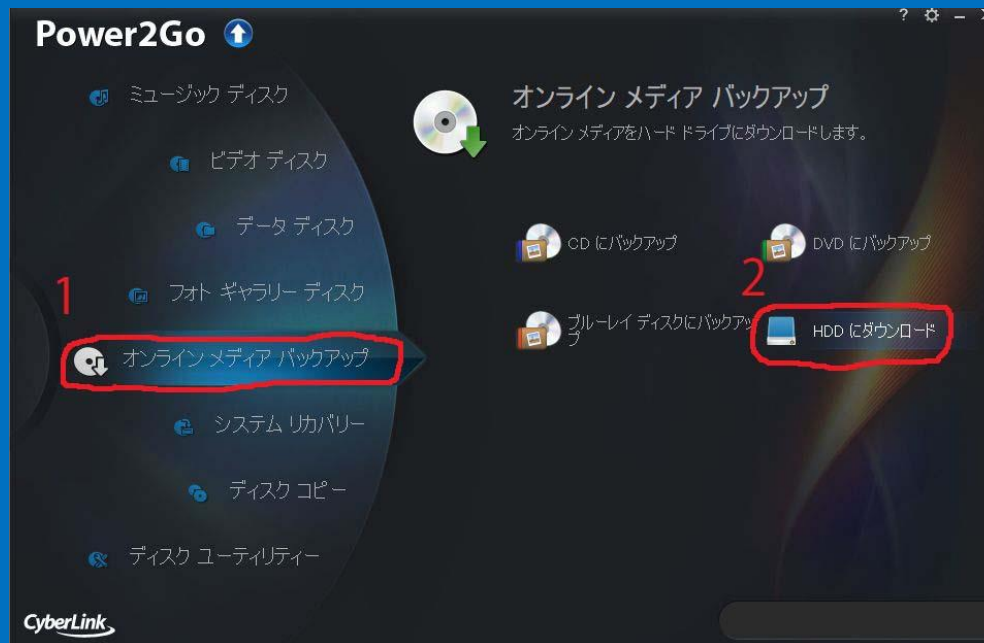 Power2Go
?
ミュージック ディスク
ビデオ ディスク
データ ディスク
フォト ギャラリー ディスク
1
オンライン メディア バックアップ
システム リカバリー
ディスク コピー
ディスク ユーティリティー
CyberLink
オンライン メディア バックアップ
オンライン メディアをハード ドライブにダウンロードします。
CD にバックアップ
DVD にバックアップ
2
ブルーレイ ディスクにバックアッ
プ
HDD にダウンロード